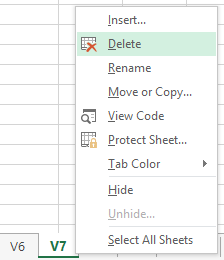 Insert...
Delete
Rename
Move or Copy...
View Code
Protect Sheet...
Tab Color
Hide
Unhide...
Select All Sheets
V6 V7